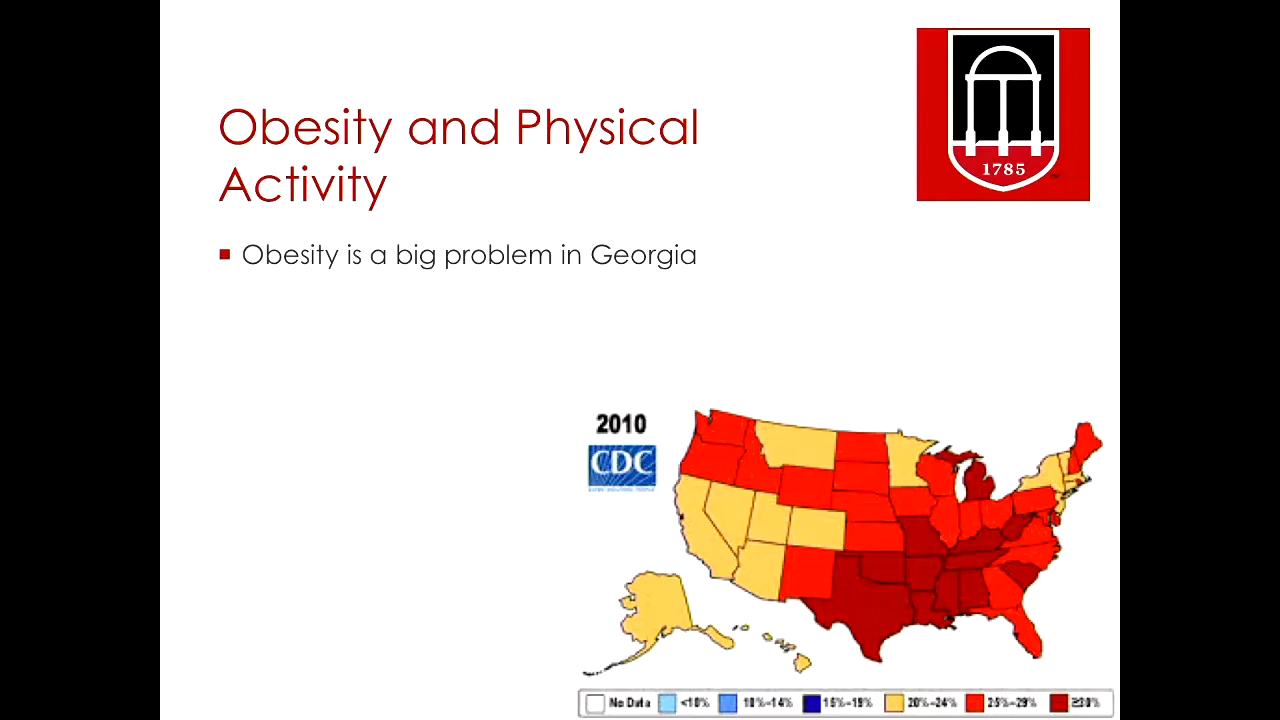 Obesity and Physical
Activity
Obesity is a big problem in Georgia
1785
2010
CDC
No Data <10% 10%–14% 15%–19% 20%–24% 25%–29% ≥30%